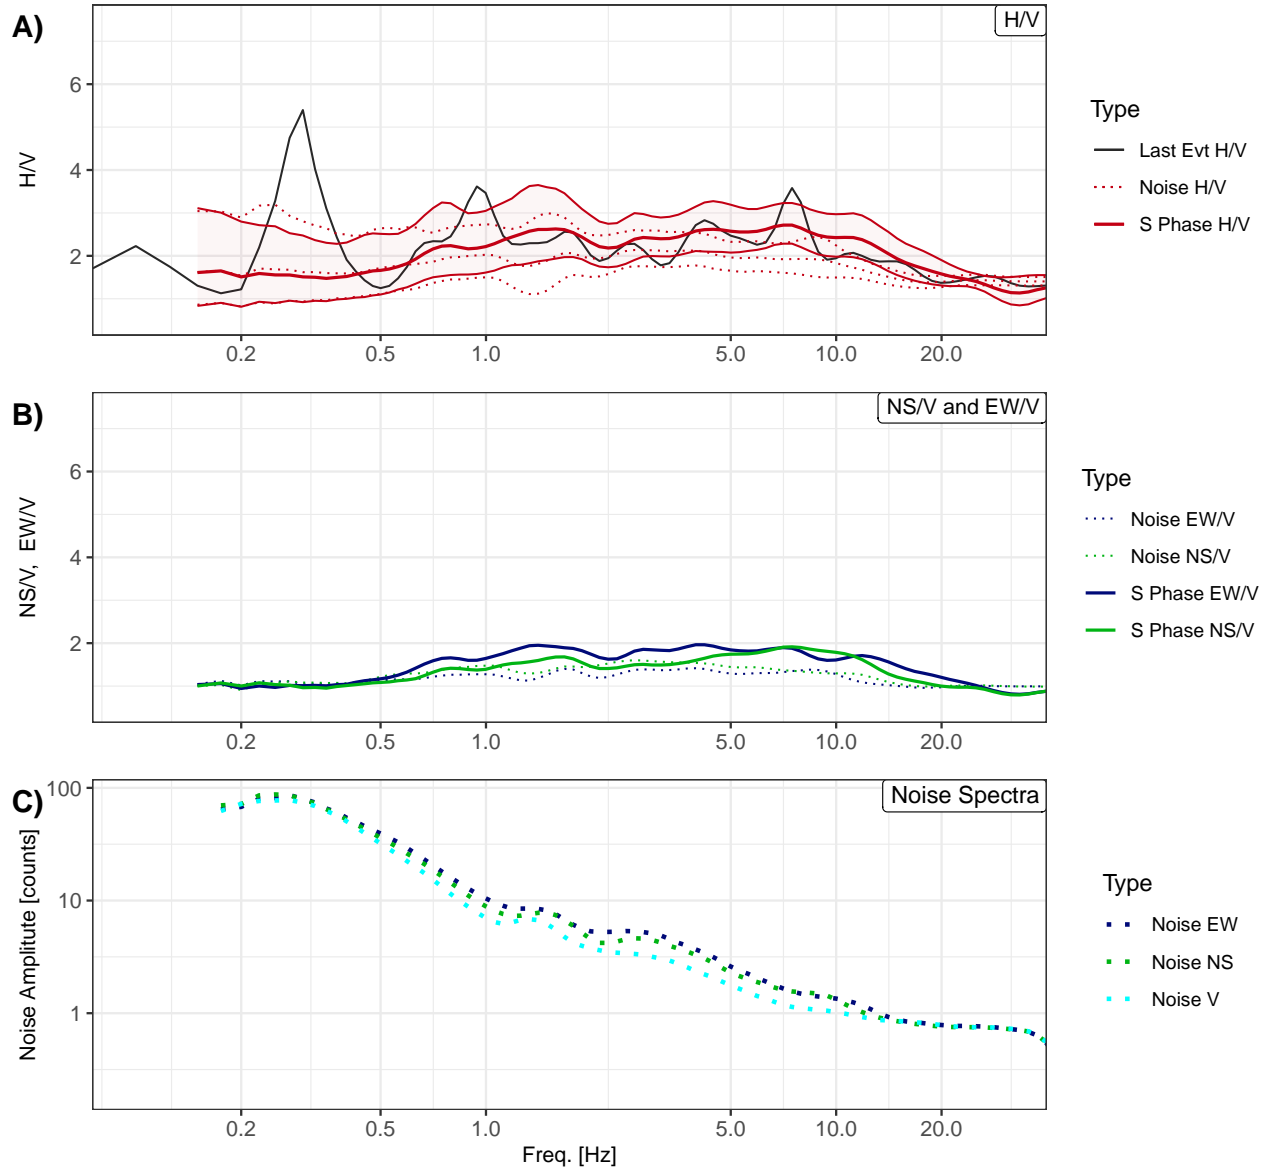 A)
H/V
6
4
2
H/V
0.2 0.5 1.0 5.0 10.0 20.0
Type
Last Evt H/V
Noise H/V
S Phase H/V
B)
NS/V and EW/V
6
4
2
NS/V,  EW/V
0.2 0.5 1.0 5.0 10.0 20.0
Type
Noise EW/V
Noise NS/V
S Phase EW/V
S Phase NS/V
C)
Noise Spectra
100
10
1
Noise Amplitute [counts]
0.2 0.5 1.0 5.0 10.0 20.0
Freq. [Hz]
Type
Noise EW
Noise NS
Noise V